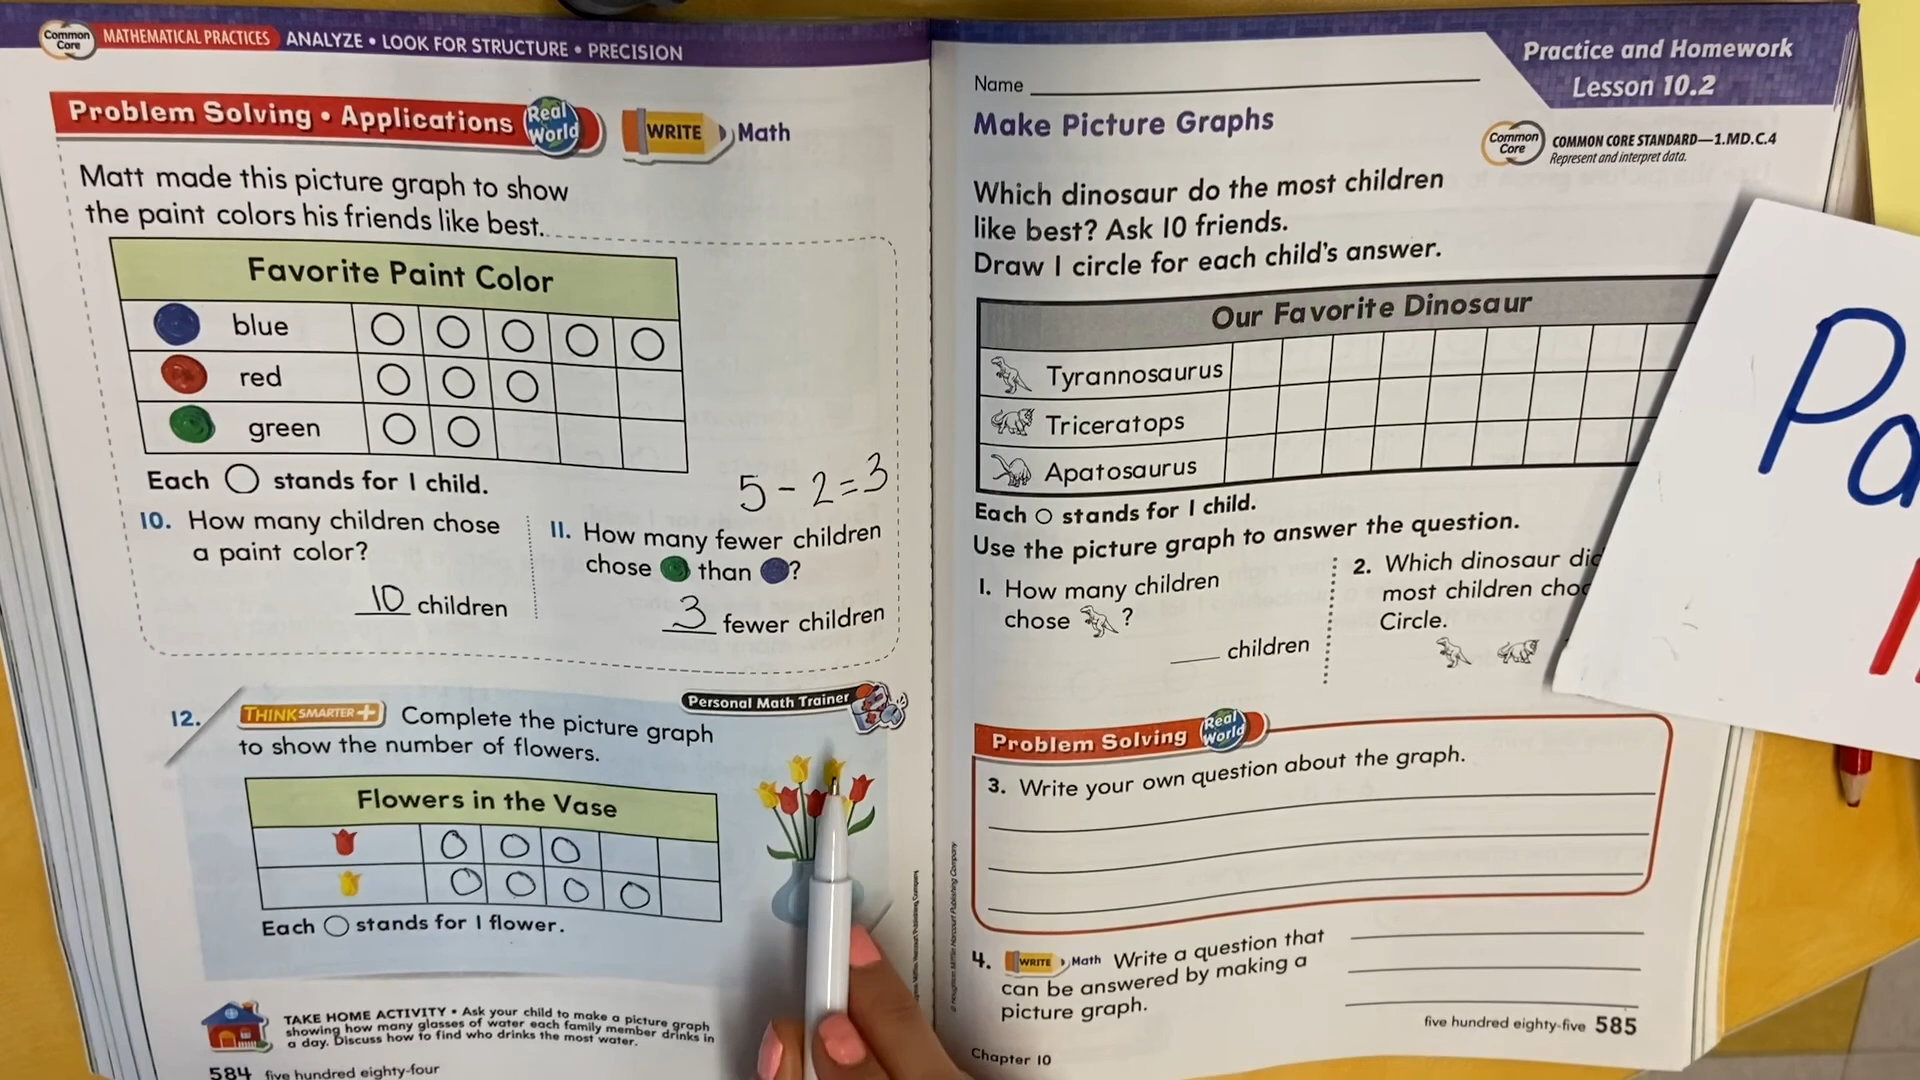 Common Core MATHEMATICAL PRACTICES ANALYZE • LOOK FOR STRUCTURE • PRECISION
Problem Solving • Applications Real World WRITE Math
Matt made this picture graph to show
the paint colors his friends like best.
Favorite Paint Color
blue
red
green
Each ◯ stands for 1 child.
5 - 2 = 3
10. How many children chose
a paint color?
10 children
11. How many fewer children
chose than ?
3 fewer children
Personal Math Trainer
12. THINK SMARTER + Complete the picture graph
to show the number of flowers.
Flowers in the Vase
Each ◯ stands for 1 flower.
TAKE HOME ACTIVITY • Ask your child to make a picture graph
showing how many glasses of water each family member drinks in
a day. Discuss how to find who drinks the most water.
584 five hundred eighty-four
Practice and Homework
Lesson 10.2
Name
Make Picture Graphs
Common Core COMMON CORE STANDARD—1.MD.C.4
Represent and interpret data.
Which dinosaur do the most children
like best? Ask 10 friends.
Draw 1 circle for each child's answer.
Our Favorite Dinosaur
Tyrannosaurus
Triceratops
Apatosaurus
Each ○ stands for 1 child.
Use the picture graph to answer the question.
1. How many children
chose ?
children
2. Which dinosaur did
most children
Circle.
Problem Solving Real World
3. Write your own question about the graph.
4. WRITE Math Write a question that
can be answered by making a
picture graph.
Chapter 10
five hundred eighty-five 585
Pa